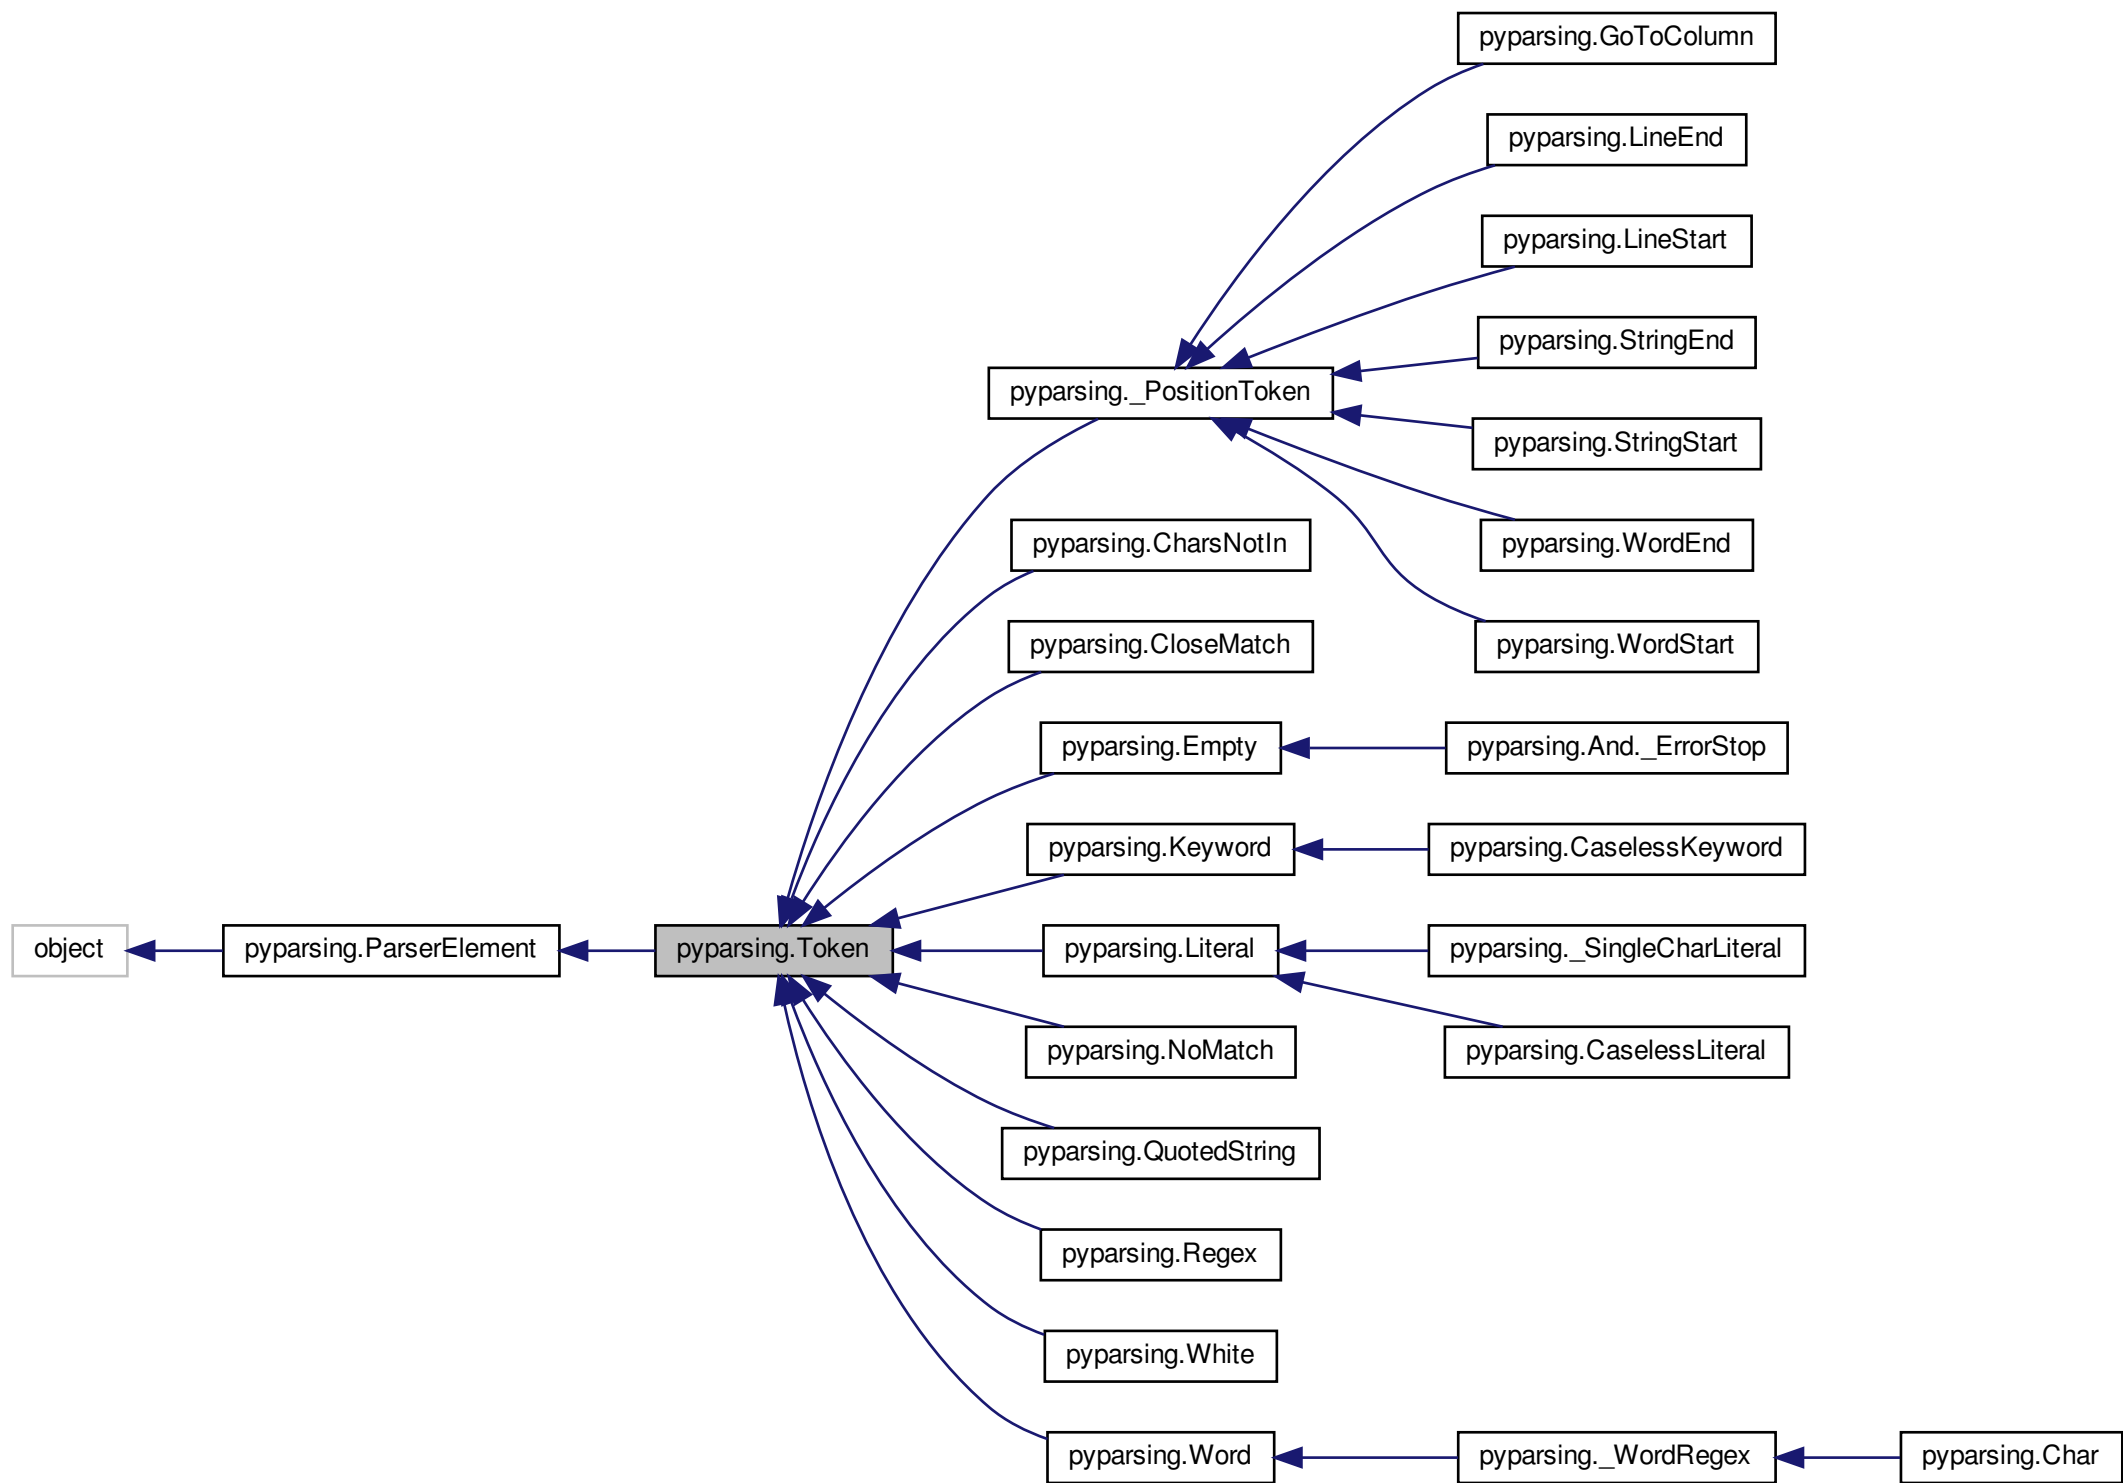 pyparsing.GoToColumn
pyparsing.LineEnd
pyparsing.LineStart
pyparsing.StringEnd
pyparsing._PositionToken
pyparsing.StringStart
pyparsing.CharsNotIn
pyparsing.WordEnd
pyparsing.CloseMatch
pyparsing.WordStart
pyparsing.Empty
pyparsing.And._ErrorStop
pyparsing.Keyword
pyparsing.CaselessKeyword
object
pyparsing.ParserElement
pyparsing.Token
pyparsing.Literal
pyparsing._SingleCharLiteral
pyparsing.NoMatch
pyparsing.CaselessLiteral
pyparsing.QuotedString
pyparsing.Regex
pyparsing.White
pyparsing.Word
pyparsing._WordRegex
pyparsing.Char